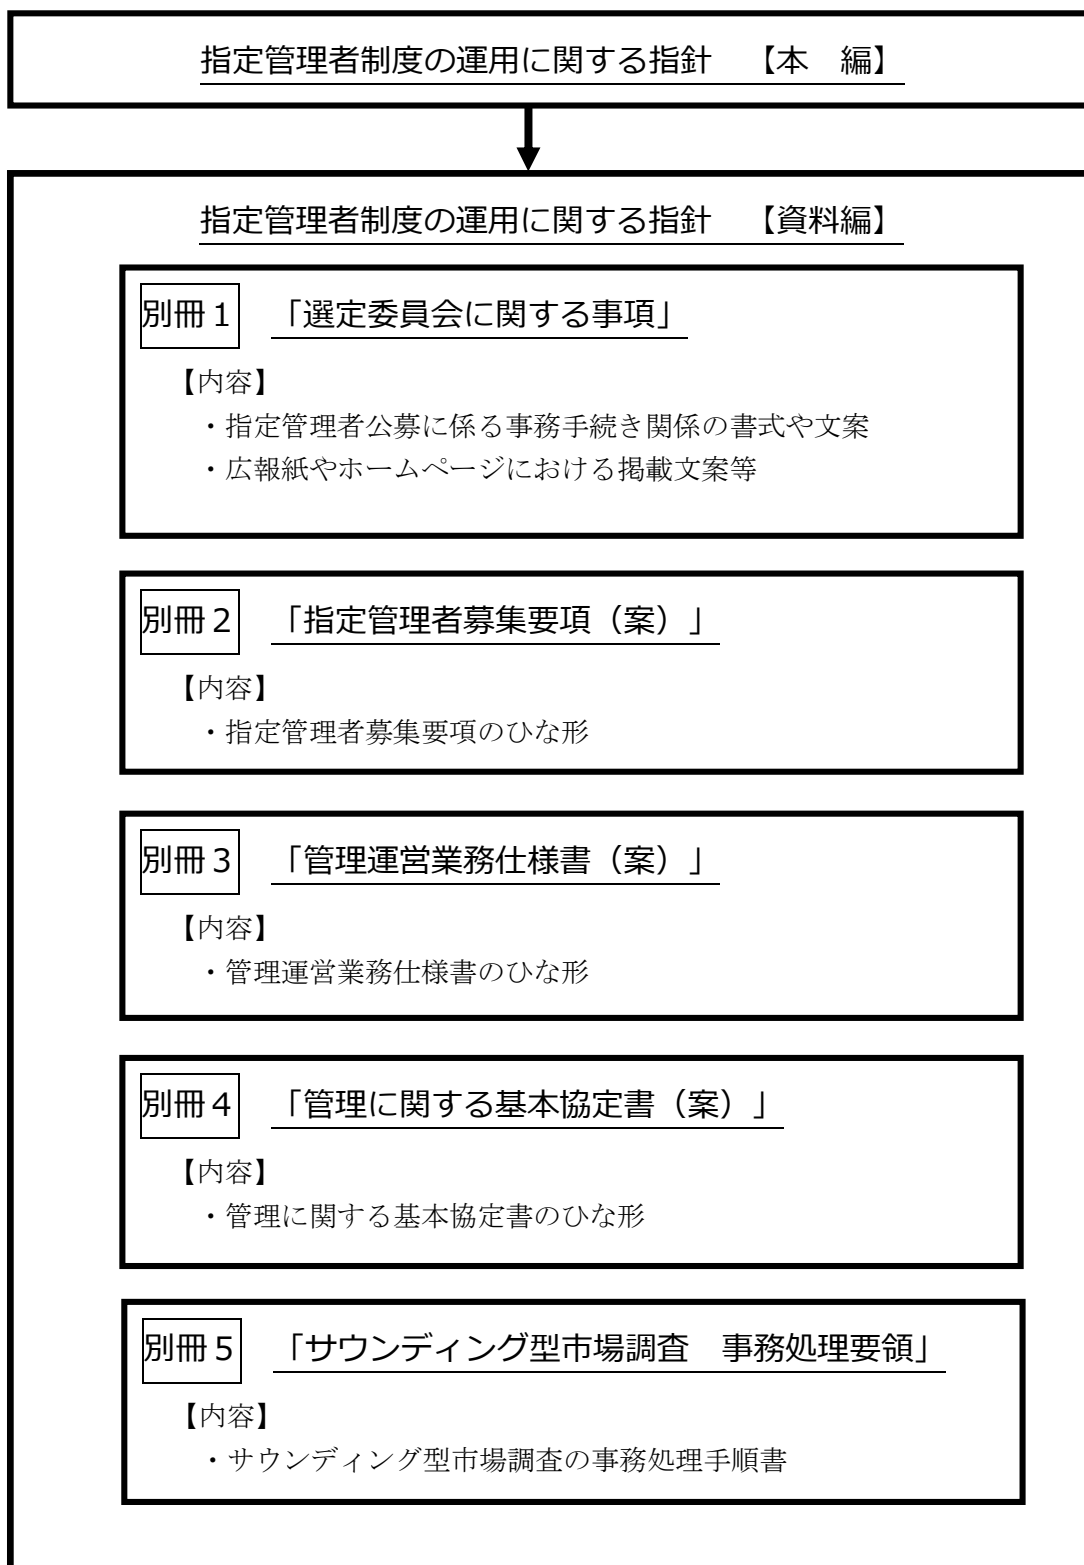 指定管理者制度の運用に関する指針　【本　編】
指定管理者制度の運用に関する指針　【資料編】
別冊１　「選定委員会に関する事項」
【内容】
・指定管理者公募に係る事務手続き関係の書式や文案
・広報紙やホームページにおける掲載文案等
別冊２　「指定管理者募集要項（案）」
【内容】
・指定管理者募集要項のひな形
別冊３　「管理運営業務仕様書（案）」
【内容】
・管理運営業務仕様書のひな形
別冊４　「管理に関する基本協定書（案）」
【内容】
・管理に関する基本協定書のひな形
別冊５　「サウンディング型市場調査　事務処理要領」
【内容】
・サウンディング型市場調査の事務処理手順書